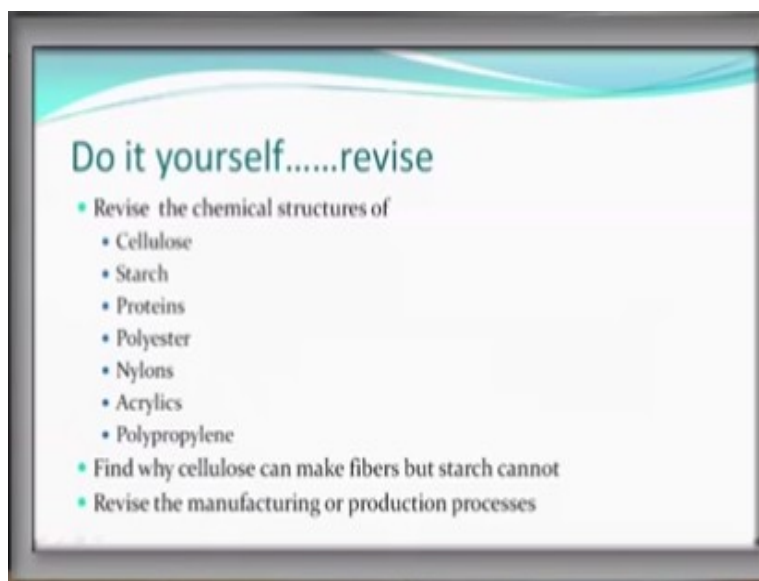 Do it yourself......revise
• Revise the chemical structures of
• Cellulose
• Starch
• Proteins
• Polyester
• Nylons
• Acrylics
• Polypropylene
• Find why cellulose can make fibers but starch cannot
• Revise the manufacturing or production processes